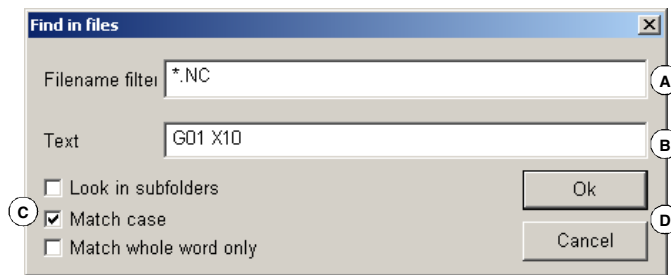 Find in files
Filename filter *.NC A
Text G01 X10 B
Look in subfolders Ok
C Match case D
Match whole word only Cancel